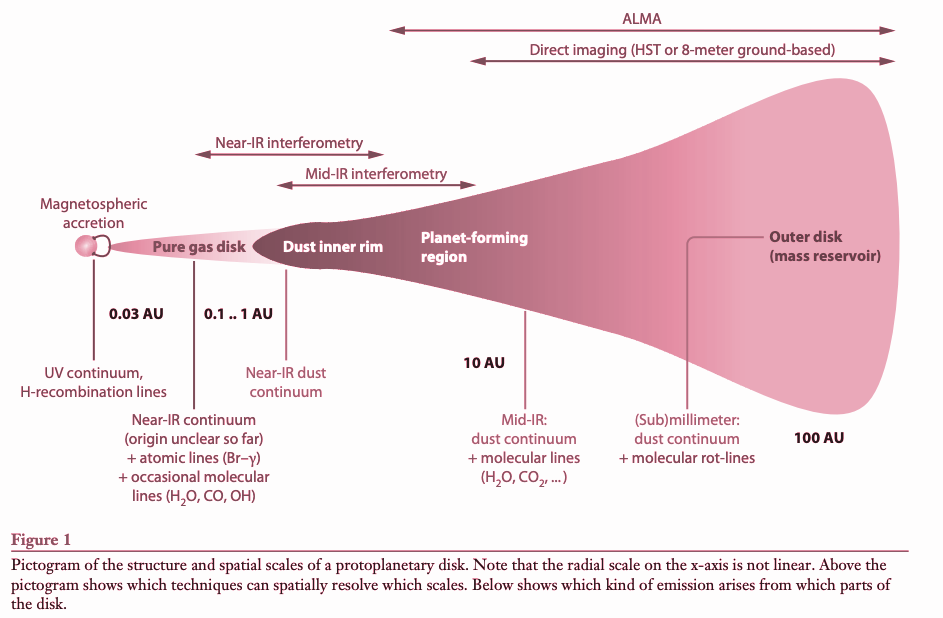 ALMA
Direct imaging (HST or 8-meter ground-based)
Near-IR interferometry
Mid-IR interferometry
Magnetospheric
accretion
Pure gas disk
Dust inner rim
Planet-forming
region
Outer disk
(mass reservoir)
0.03 AU
0.1 .. 1 AU
10 AU
100 AU
UV continuum,
H-recombination lines
Near-IR dust
continuum
Near-IR continuum
(origin unclear so far)
+ atomic lines (Br–γ)
+ occasional molecular
lines (H₂O, CO, OH)
Mid-IR:
dust continuum
+ molecular lines
(H₂O, CO₂, ...)
(Sub)millimeter:
dust continuum
+ molecular rot-lines
Figure 1
Pictogram of the structure and spatial scales of a protoplanetary disk. Note that the radial scale on the x-axis is not linear. Above the
pictogram shows which techniques can spatially resolve which scales. Below shows which kind of emission arises from which parts of
the disk.